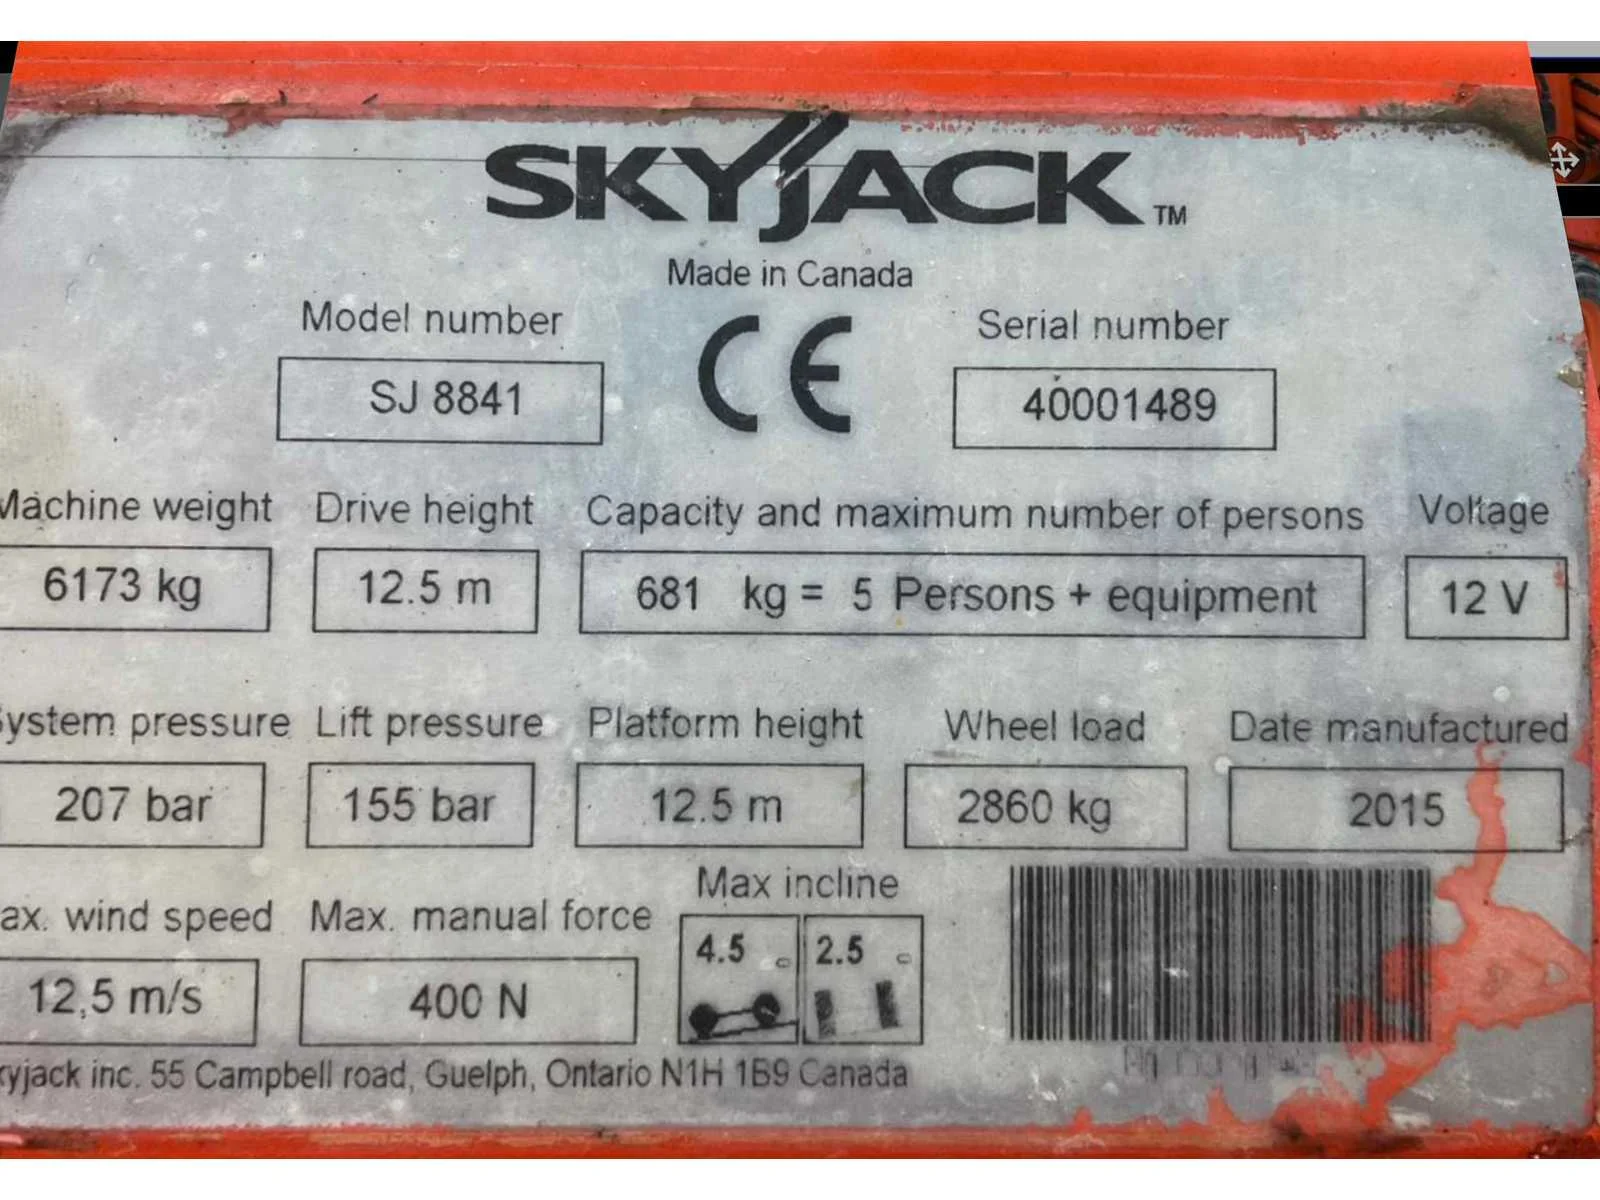 SKYJACK TM
Made in Canada
Model number
Serial number
SJ 8841
CE
40001489
Machine weight
Drive height
Capacity and maximum number of persons
Voltage
6173 kg
12.5 m
681 kg = 5 Persons + equipment
12 V
System pressure
Lift pressure
Platform height
Wheel load
Date manufactured
207 bar
155 bar
12.5 m
2860 kg
2015
ax. wind speed
Max. manual force
Max incline
12,5 m/s
400 N
4.5
2.5
kyjack inc. 55 Campbell road, Guelph, Ontario N1H 1B9 Canada